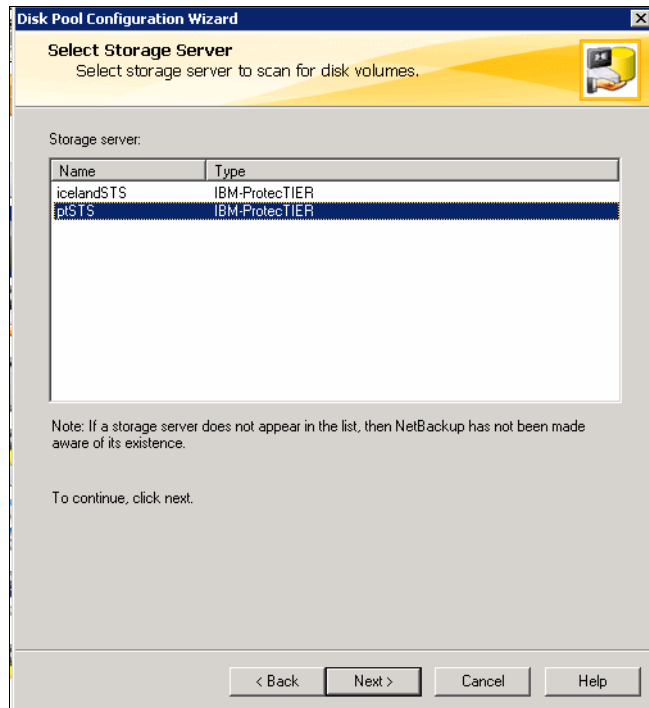 Disk Pool Configuration Wizard
Select Storage Server
Select storage server to scan for disk volumes.
Storage server:
Name Type
icelandSTS IBM-ProtecTIER
ptSTS IBM-ProtecTIER
Note: If a storage server does not appear in the list, then NetBackup has not been made
aware of its existence.
To continue, click next.
< Back Next > Cancel Help